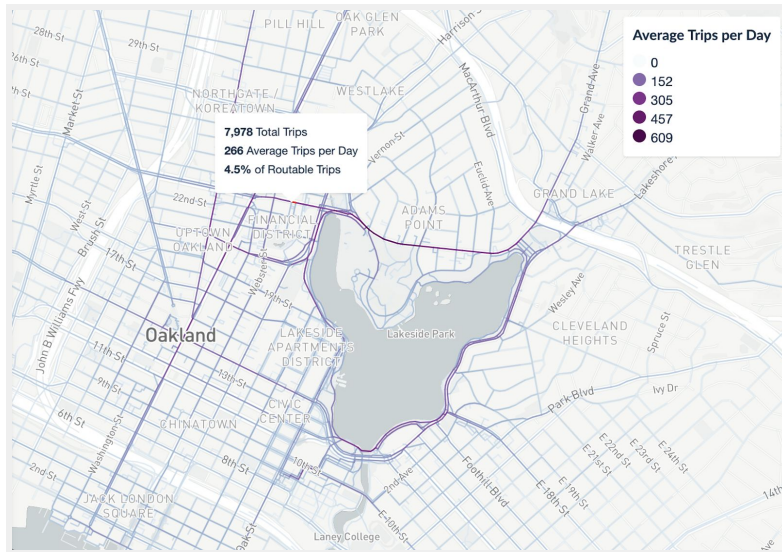 PILL HILL
OAK GLEN
PARK
Harrison-S
28th-St
29th-St
Market-St
NORTHGATE /
KOREATOWN
WESTLAKE
MacArthur-Blvd
Grand-Ave
Walker-Ave
Average Trips per Day
0
152
305
457
609
7,978 Total Trips
266 Average Trips per Day
4.5% of Routable Trips
Vernon-St
Euclid-Ave
Myrtle-St
West-St
Brush-St
22nd-St
UPTOWN
OAKLAND
FINANCIAL
DISTRICT
ADAMS
POINT
GRAND LAKE
Lakeshore
TRESTLE
GLEN
17th-St
Webster-St
19th-St
Wesley Ave
John B Williams Fwy
Oakland
LAKESIDE
APARTMENTS
DISTRICT
Lakeside Park
CLEVELAND
HEIGHTS
Spruce St
11th-St
9th-St
13th-St
Park-Blvd
Ivy Dr
6th-St
CHINATOWN
CIVIC
CENTER
Washington-St
8th-St
10th-St
2nd-St
2nd-Ave
Foothill-Blvd
E-18th-St
E-19th-St
E 21st-St
E 22nd-St
E 23rd-St
E 24th-St
14th
JACK LONDON
SQUARE
Oak-St
Laney College
E-10th-St